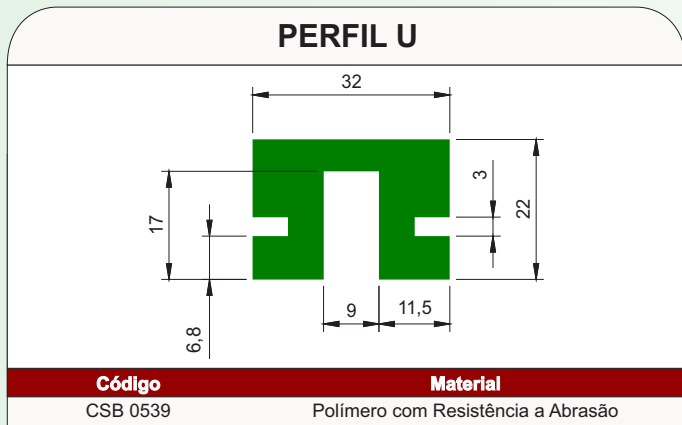 PERFIL U
32
17
3
22
6,8
9
11,5
Código Material
CSB 0539 Polímero com Resistência a Abrasão